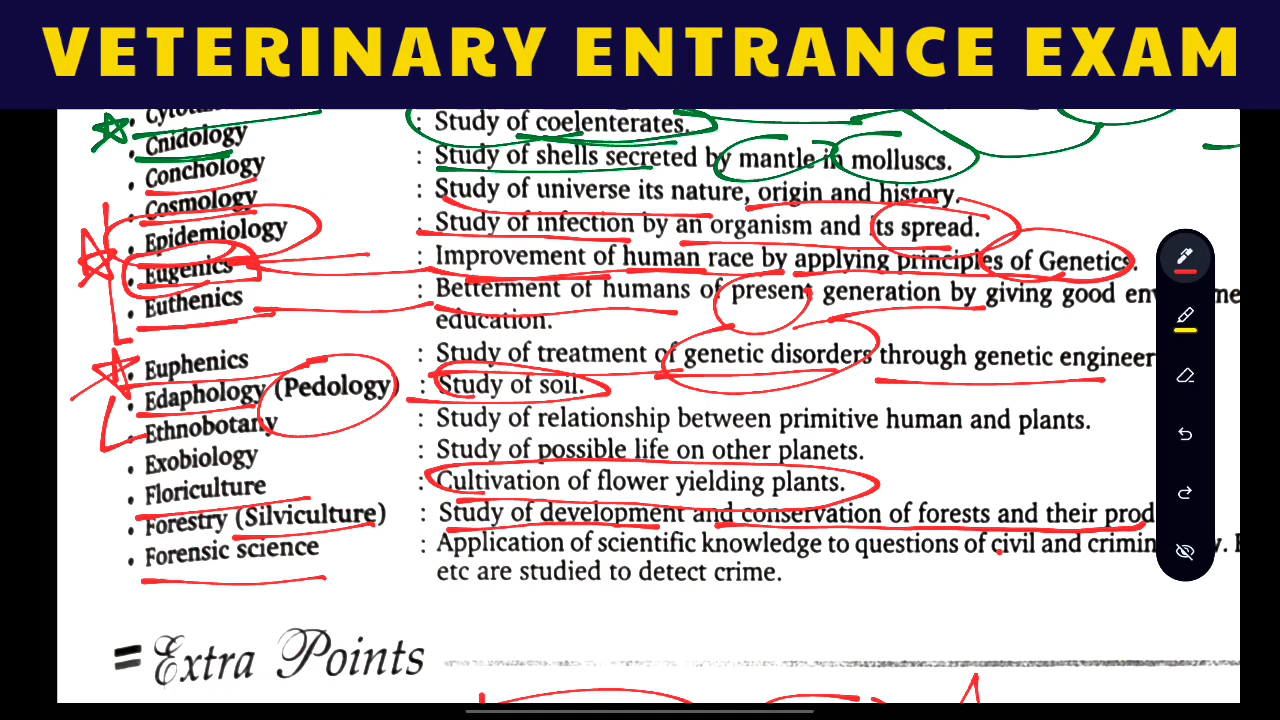 VETERINARY ENTRANCE EXAM
: Study of coelenterates.
• Cnidology
: Study of shells secreted by mantle in molluscs.
• Conchology
: Study of universe its nature, origin and history.
• Cosmology
: Study of infection by an organism and its spread.
• Epidemiology
: Improvement of human race by applying principles of Genetics.
• Eugenics
: Betterment of humans of present generation by giving good
• Euthenics
education.
• Euphenics : Study of treatment of genetic disorders through genetic engineer
• Edaphology (Pedology) : Study of soil.
• Ethnobotany : Study of relationship between primitive human and plants.
• Exobiology : Study of possible life on other planets.
• Floriculture : Cultivation of flower yielding plants.
• Forestry (Silviculture) : Study of development and conservation of forests and their prod
• Forensic science : Application of scientific knowledge to questions of civil and crimin
etc are studied to detect crime.
= Extra Points